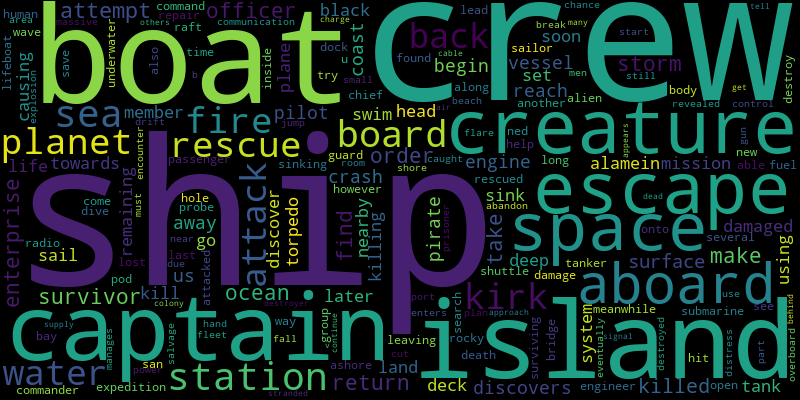 human
attempt
command
repair
officer
black
communication
charge
chance
many
tell
area
massive
others
raft
lead
break
start
wave
boat
crew
back
soon
lifeboat
save
underwater
also
time
dock
coast
found
sailor
men
inside
plane
begin
vessel
storm
destroy
causing
explosion
b
try
small
set
still
get
chief
along
reach
body
alien
revealed
control
another
beach
sea
member
fire
pilot
swim
head
creature
drift
jump
air
flare
ned
gun
planet
rescue
board
engine
help
appears
encounter
sinking
guard
caught
long
new
life
towards
passenger
room
order
alamein
mission
able
fuel
however
shore
crash
rescued
escape
enterprise
remaining
ship
attack
discover
torpedo
hole
find
nearby
killing
pirate
prisoner
sink
abandon
dead
come
must
probe
dive
away
take
space
onto
damaged
radio
near
go
several
sail
lost
last
us
deep
surface
make
using
due
attacked
shuttle
tanker
pod
kill
survivor
ocean
later
kirk
damage
aboard
use
submarine
see
colony
destroyer
port
search
meanwhile
behind
supply
hand
way
group
enters
plan
approach
system
captain
island
bay
fleet
fall
continue
leaving
bridge
surviving
signal
eventually
destroyed
distress
part
overboard
manages
salvage
cut
rocky
hit
water
san
station
ashore
land
death
power
return
deck
discovers
engineer
killed
open
tank
commander
expedition
stranded